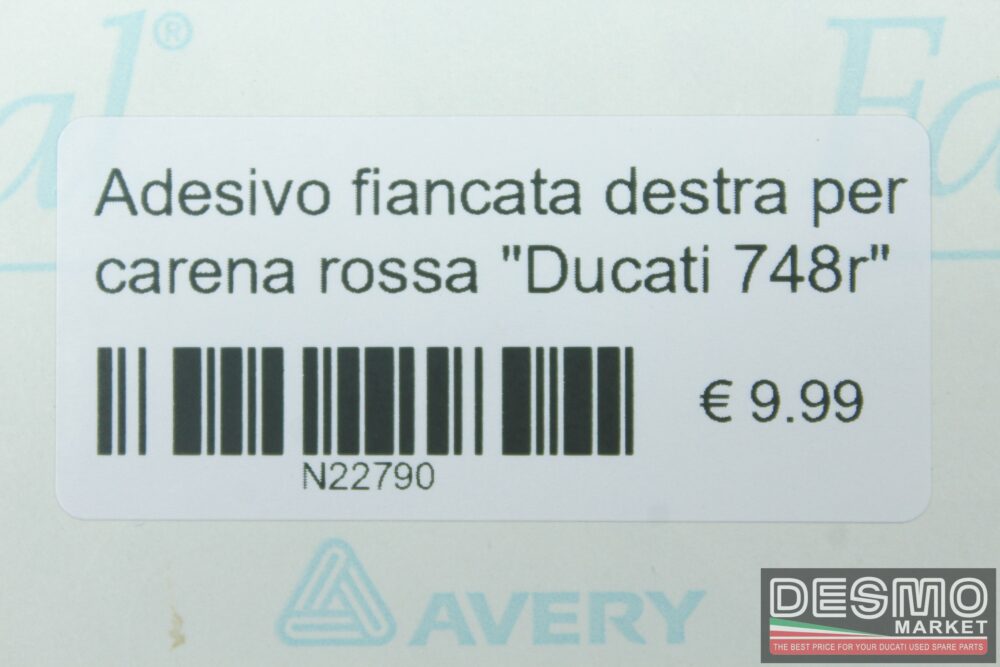 al®
Adesivo fiancata destra per
carena rossa "Ducati 748r"
€ 9.99
N22790
AVERY
DESMO
MARKET
THE BEST PRICE FOR YOUR DUCATI USED SPARE PARTS